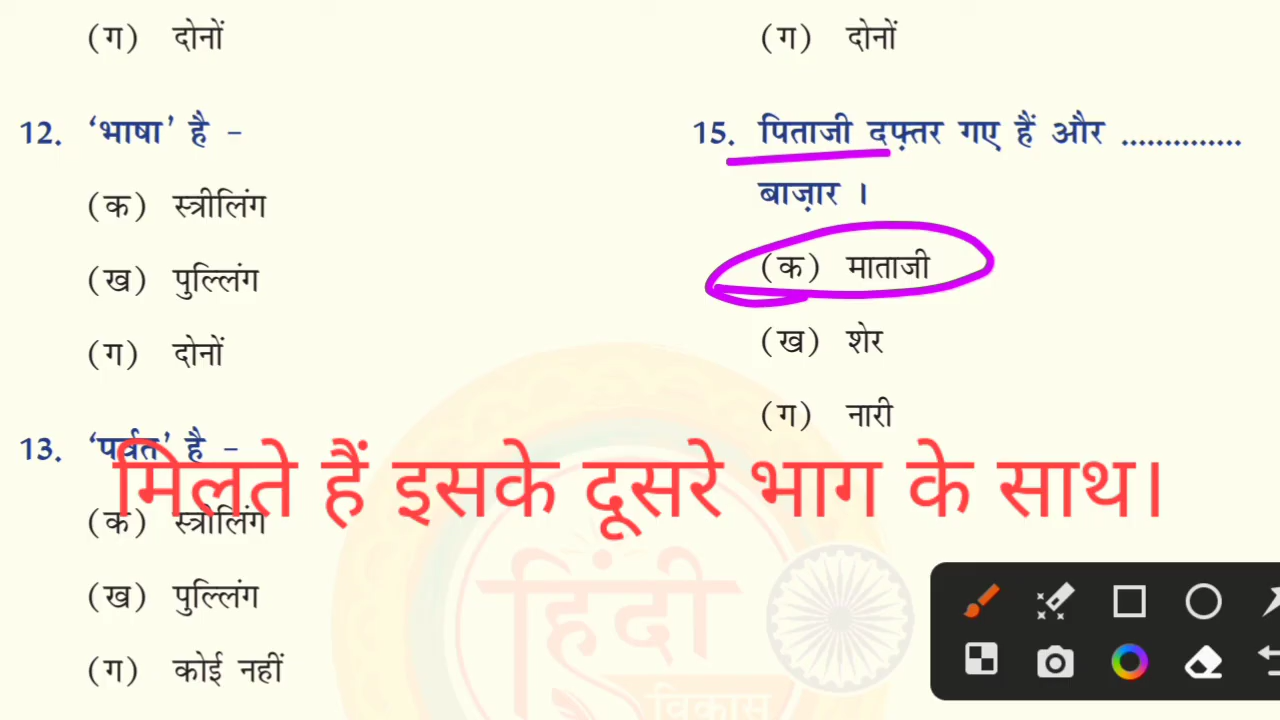 (ग) दोनों
12. ‘भाषा’ है –
(क) स्त्रीलिंग
(ख) पुल्लिंग
(ग) दोनों
13. ‘पर्वत’ है –
(क) स्त्रीलिंग
(ख) पुल्लिंग
(ग) कोई नहीं
(ग) दोनों
15. पिताजी दफ़्तर गए हैं और ..............
बाज़ार ।
(क) माताजी
(ख) शेर
(ग) नारी
मिलते हैं इसके दूसरे भाग के साथ।
हिंदी
विकास